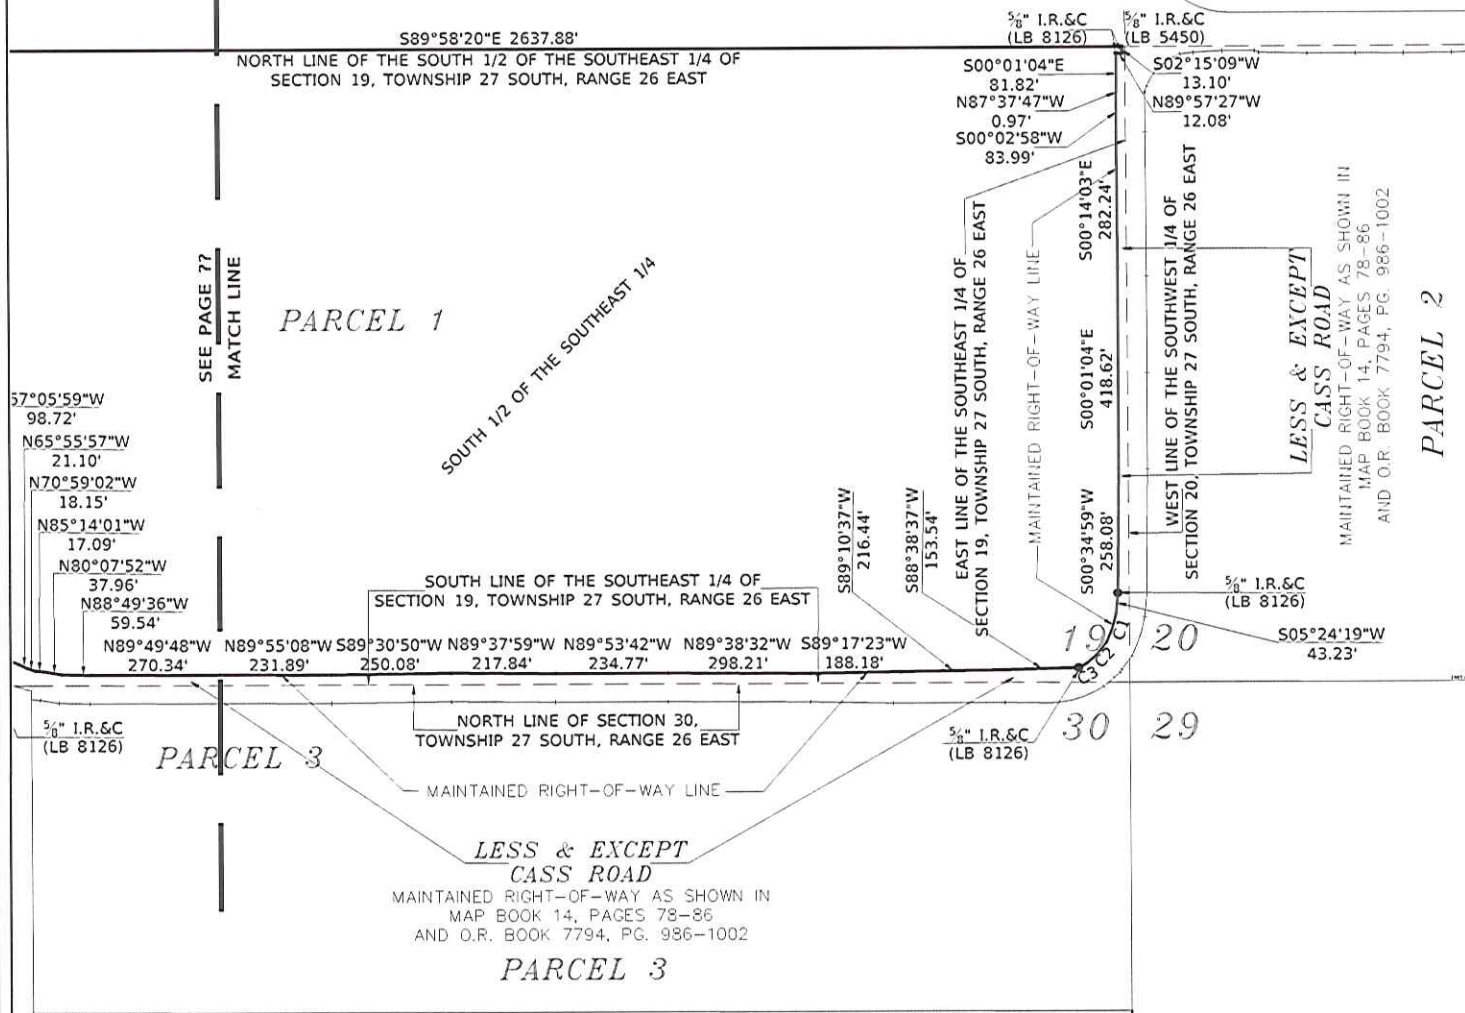 S89°58'20"E 2637.88'
NORTH LINE OF THE SOUTH 1/2 OF THE SOUTHEAST 1/4 OF
SECTION 19, TOWNSHIP 27 SOUTH, RANGE 26 EAST
5/8" I.R.&C
(LB 8126)
5/8" I.R.&C
(LB 5450)
S00°01'04"E
81.82'
N87°37'47"W
0.97'
S00°02'58"W
83.99'
S02°15'09"W
13.10'
N89°57'27"W
12.08'
SEE PAGE ??
MATCH LINE
PARCEL 1
SOUTH 1/2 OF THE SOUTHEAST 1/4
EAST LINE OF THE SOUTHEAST 1/4 OF
SECTION 19, TOWNSHIP 27 SOUTH, RANGE 26 EAST
MAINTAINED RIGHT-OF-WAY LINE
S00°14'03"E
282.24'
S00°01'04"E
418.62'
S00°34'59"W
258.08'
WEST LINE OF THE SOUTHWEST 1/4 OF
SECTION 20, TOWNSHIP 27 SOUTH, RANGE 26 EAST
LESS & EXCEPT
CASS ROAD
MAINTAINED RIGHT-OF-WAY AS SHOWN IN
MAP BOOK 14, PAGES 78-86
AND O.R. BOOK 7794, PG. 986-1002
PARCEL 2
57°05'59"W
98.72'
N65°55'57"W
21.10'
N70°59'02"W
18.15'
N85°14'01"W
17.09'
N80°07'52"W
37.96'
N88°49'36"W
59.54'
SOUTH LINE OF THE SOUTHEAST 1/4 OF
SECTION 19, TOWNSHIP 27 SOUTH, RANGE 26 EAST
S89°10'37"W
216.44'
S88°38'37"W
153.54'
5/8" I.R.&C
(LB 8126)
N89°49'48"W
270.34'
N89°55'08"W
231.89'
S89°30'50"W
250.08'
N89°37'59"W
217.84'
N89°53'42"W
234.77'
N89°38'32"W
298.21'
S89°17'23"W
188.18'
19
20
C1
C2
C3
S05°24'19"W
43.23'
5/8" I.R.&C
(LB 8126)
PARCEL 3
NORTH LINE OF SECTION 30,
TOWNSHIP 27 SOUTH, RANGE 26 EAST
5/8" I.R.&C
(LB 8126)
30
29
MAINTAINED RIGHT-OF-WAY LINE
LESS & EXCEPT
CASS ROAD
MAINTAINED RIGHT-OF-WAY AS SHOWN IN
MAP BOOK 14, PAGES 78-86
AND O.R. BOOK 7794, PG. 986-1002
PARCEL 3